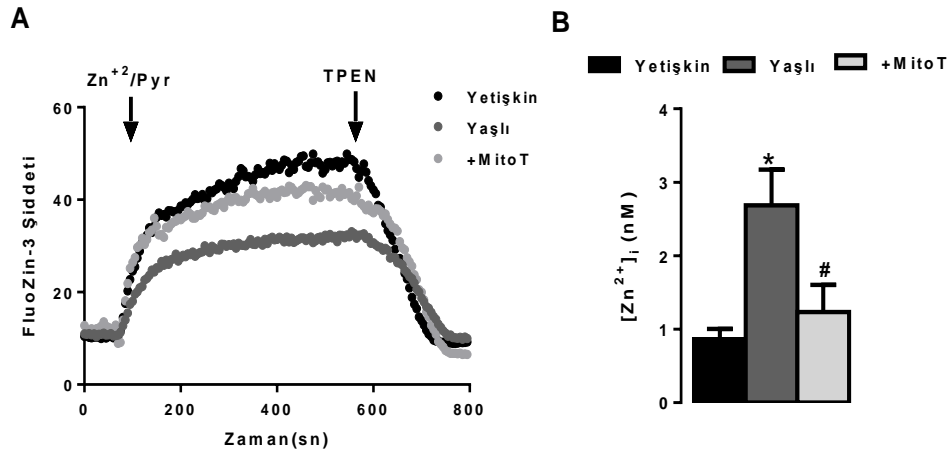 A
Zn+2/Pyr
TPEN
Yetişkin
Yaşlı
+MitoT
60
40
20
0
FluoZin-3 Şiddeti
0 200 400 600 800
Zaman(sn)
B
Yetişkin Yaşlı +MitoT
4
3
2
1
0
[Zn2+]i (nM)
*
#